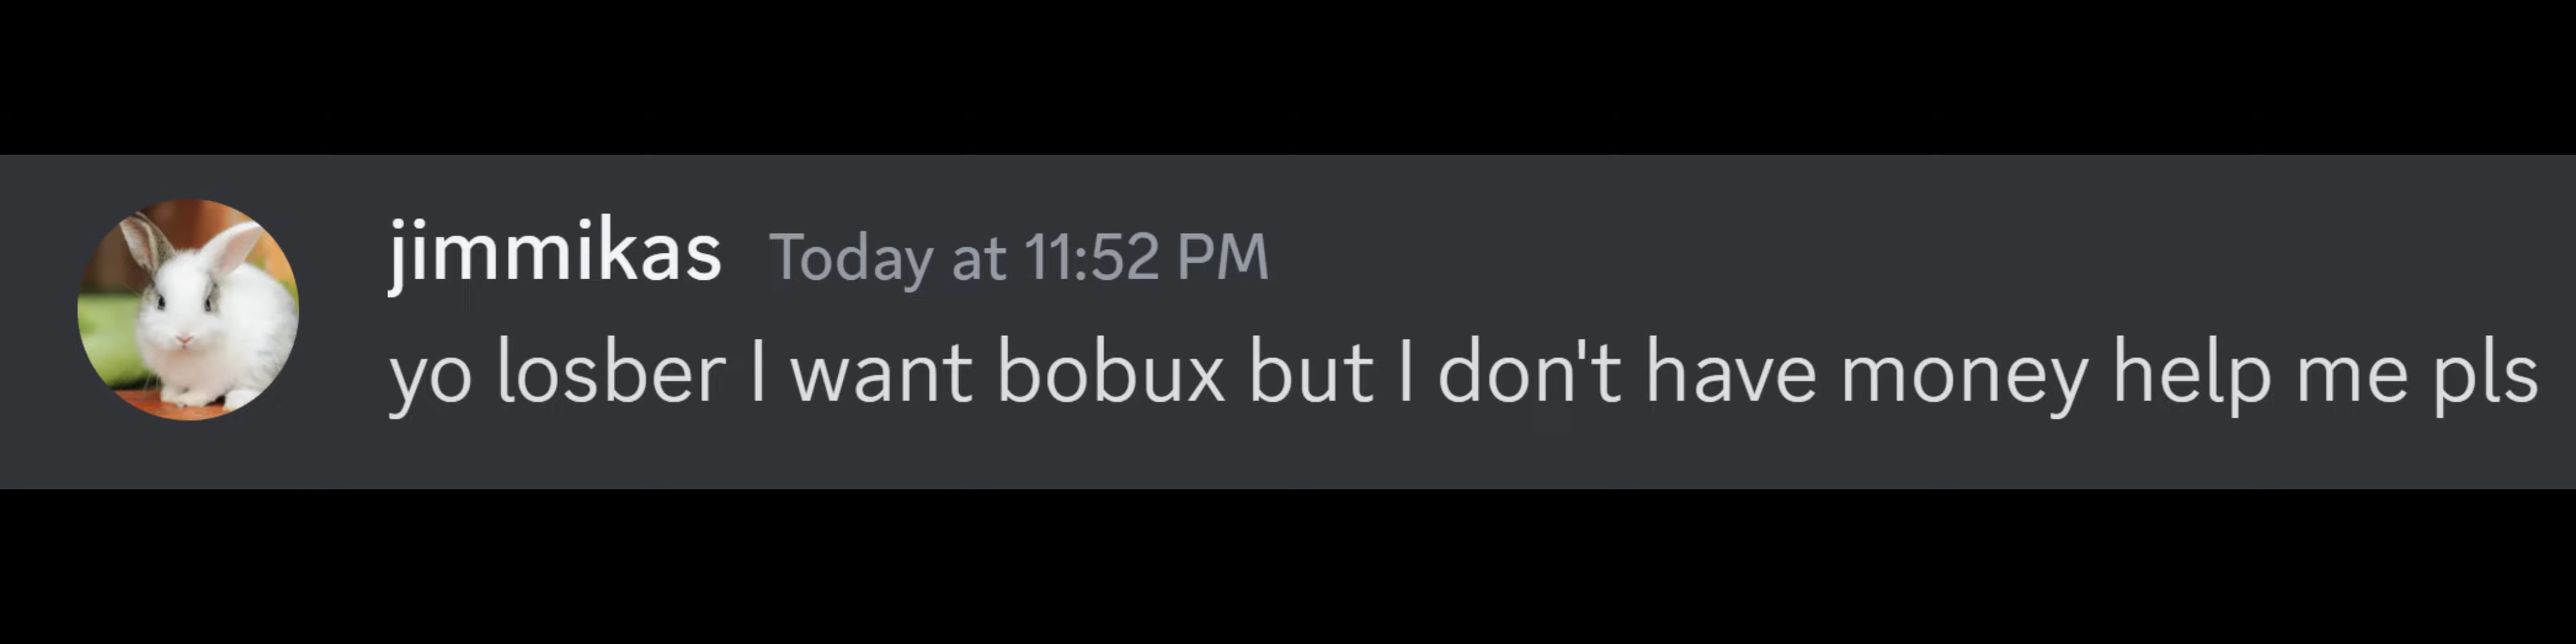 jimmikas Today at 11:52 PM
yo losber I want bobux but I don't have money help me pls